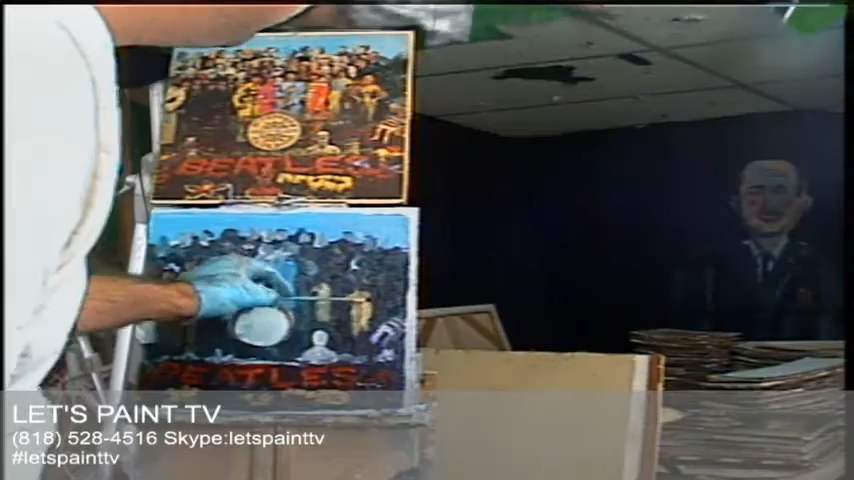 BEATLES
BEATLES
LET'S PAINT TV
(818) 528-4516 Skype:letspainttv
#letspainttv